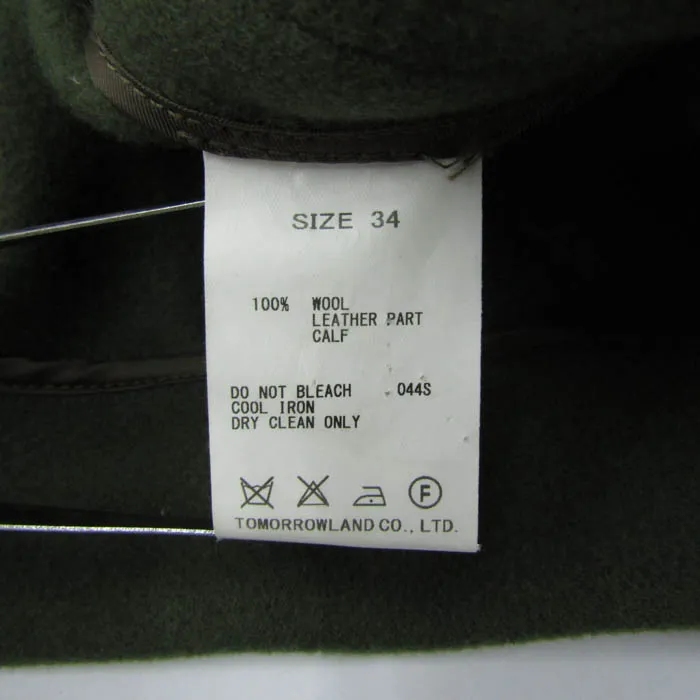 SIZE 34
100% WOOL
LEATHER PART
CALF
DO NOT BLEACH 044S
COOL IRON
DRY CLEAN ONLY
F
TOMORROWLAND CO., LTD.